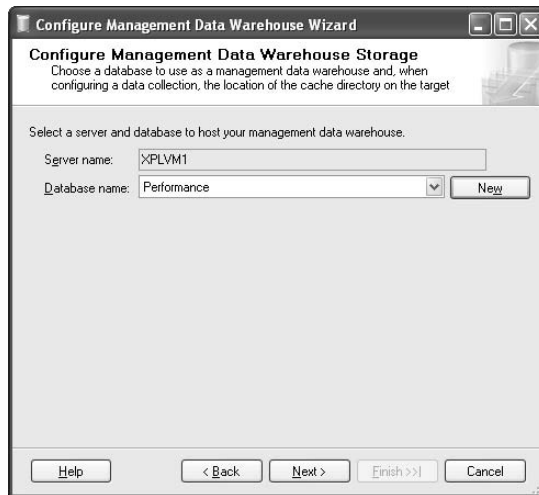 Configure Management Data Warehouse Wizard
Configure Management Data Warehouse Storage
Choose a database to use as a management data warehouse and, when
configuring a data collection, the location of the cache directory on the target
Select a server and database to host your management data warehouse.
Server name: XPLVM1
Database name: Performance New
Help < Back Next > Finish >>| Cancel